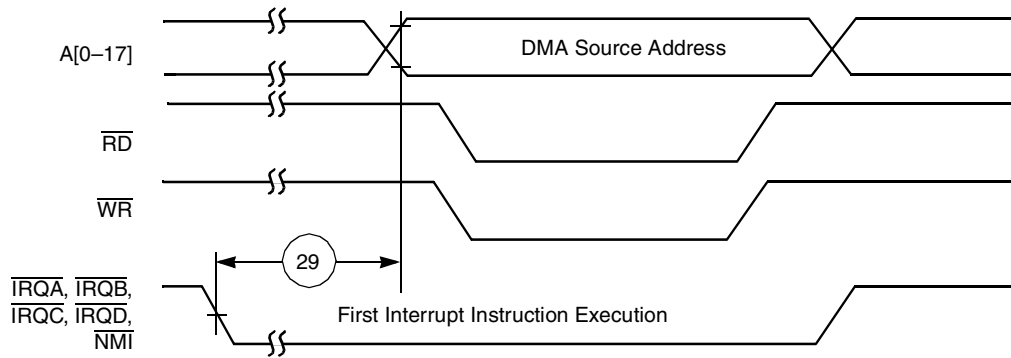 A[0–17]
DMA Source Address
RD
WR
29
IRQA, IRQB,
IRQC, IRQD,
NMI
First Interrupt Instruction Execution